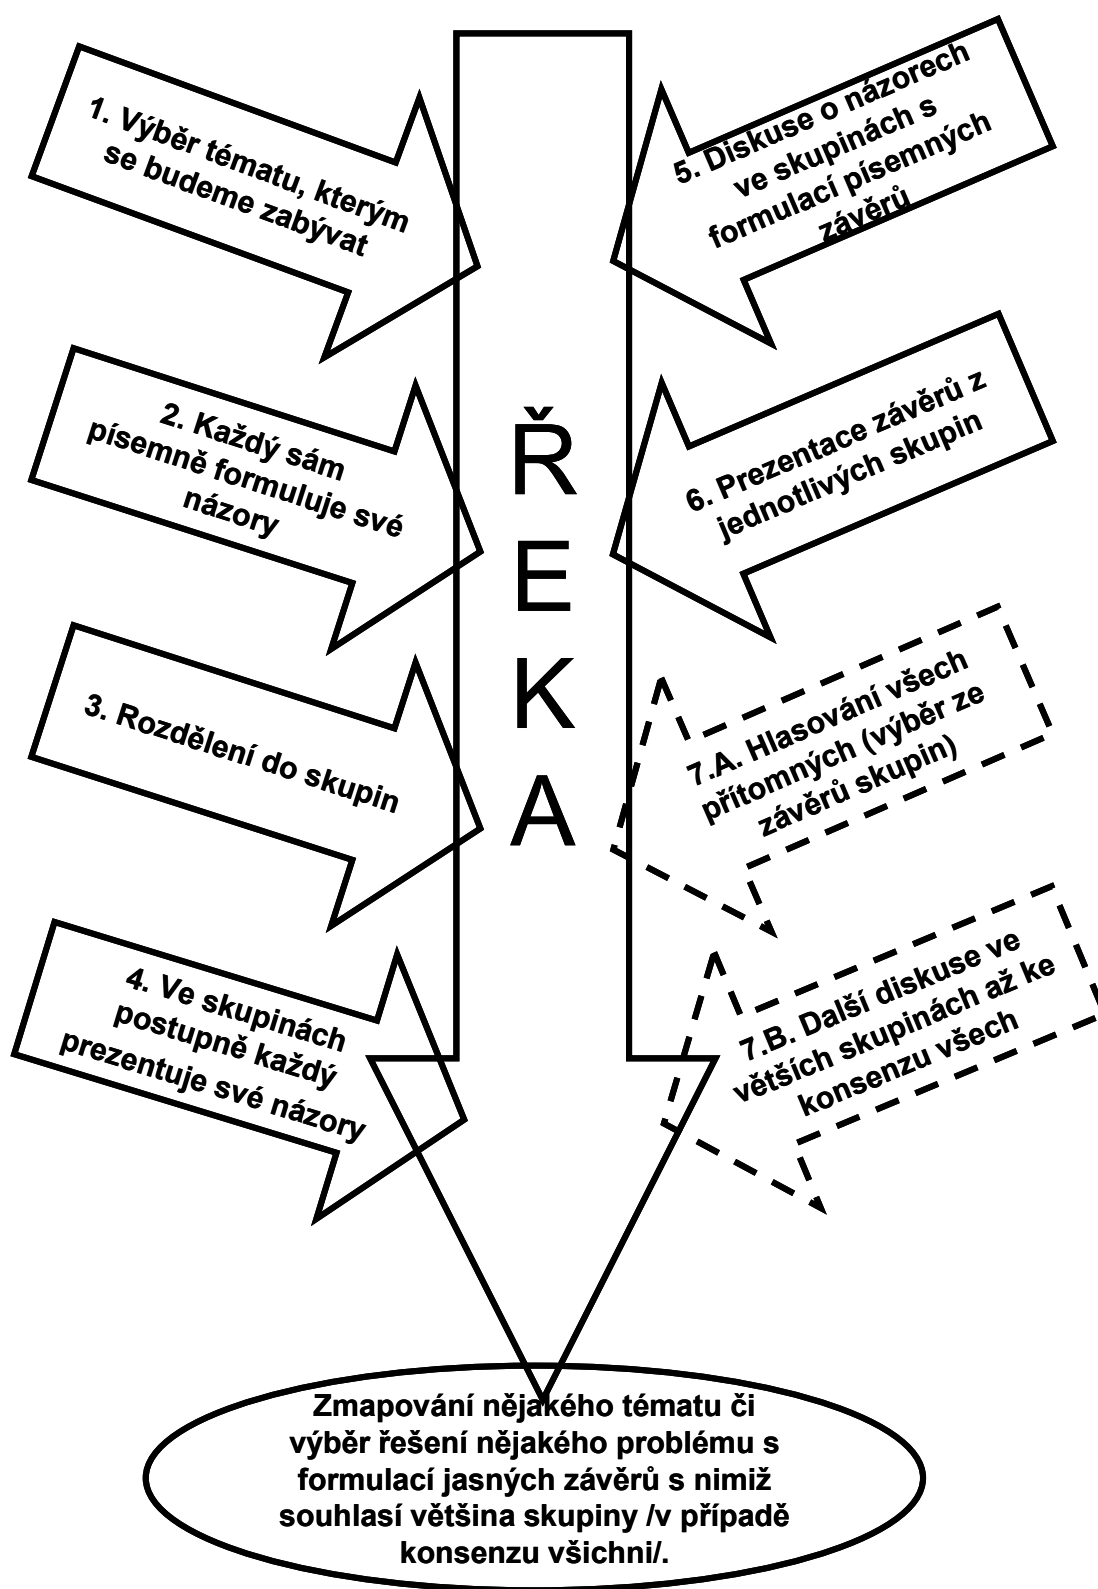 1. Výběr tématu, kterým
se budeme zabývat
2. Každý sám
písemně formuluje své
názory
3. Rozdělení do skupin
4. Ve skupinách
postupně každý
prezentuje své názory
Ř
E
K
A
5. Diskuse o názorech
ve skupinách s
formulací písemných
závěrů
6. Prezentace závěrů z
jednotlivých skupin
7.A. Hlasování všech
přítomných (výběr ze
závěrů skupin)
7.B. Další diskuse ve
větších skupinách až ke
konsenzu všech
Zmapování nějakého tématu či
výběr řešení nějakého problému s
formulací jasných závěrů s nimiž
souhlasí většina skupiny /v případě
konsenzu všichni/.